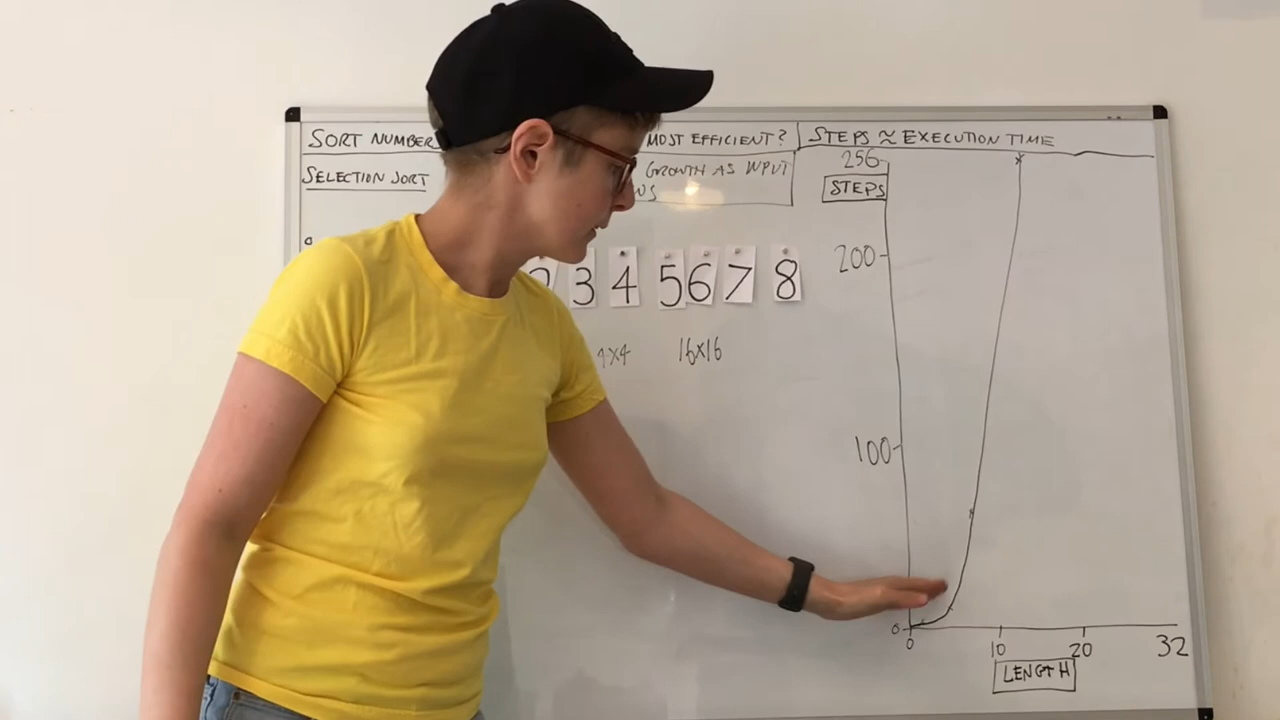 SORT NUMBER MOST EFFICIENT? STEPS ≈ EXECUTION TIME
SELECTION SORT GROWTH AS INPUT
256
STEPS
200
3 4 5 6 7 8
4X4 16X16
100
0
0 10 20 32
LENGTH